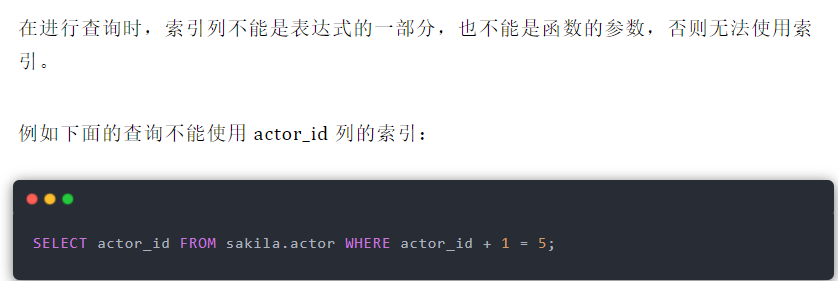 在进行查询时，索引列不能是表达式的一部分，也不能是函数的参数，否则无法使用索
引。
例如下面的查询不能使用 actor_id 列的索引：
SELECT actor_id FROM sakila.actor WHERE actor_id + 1 = 5;